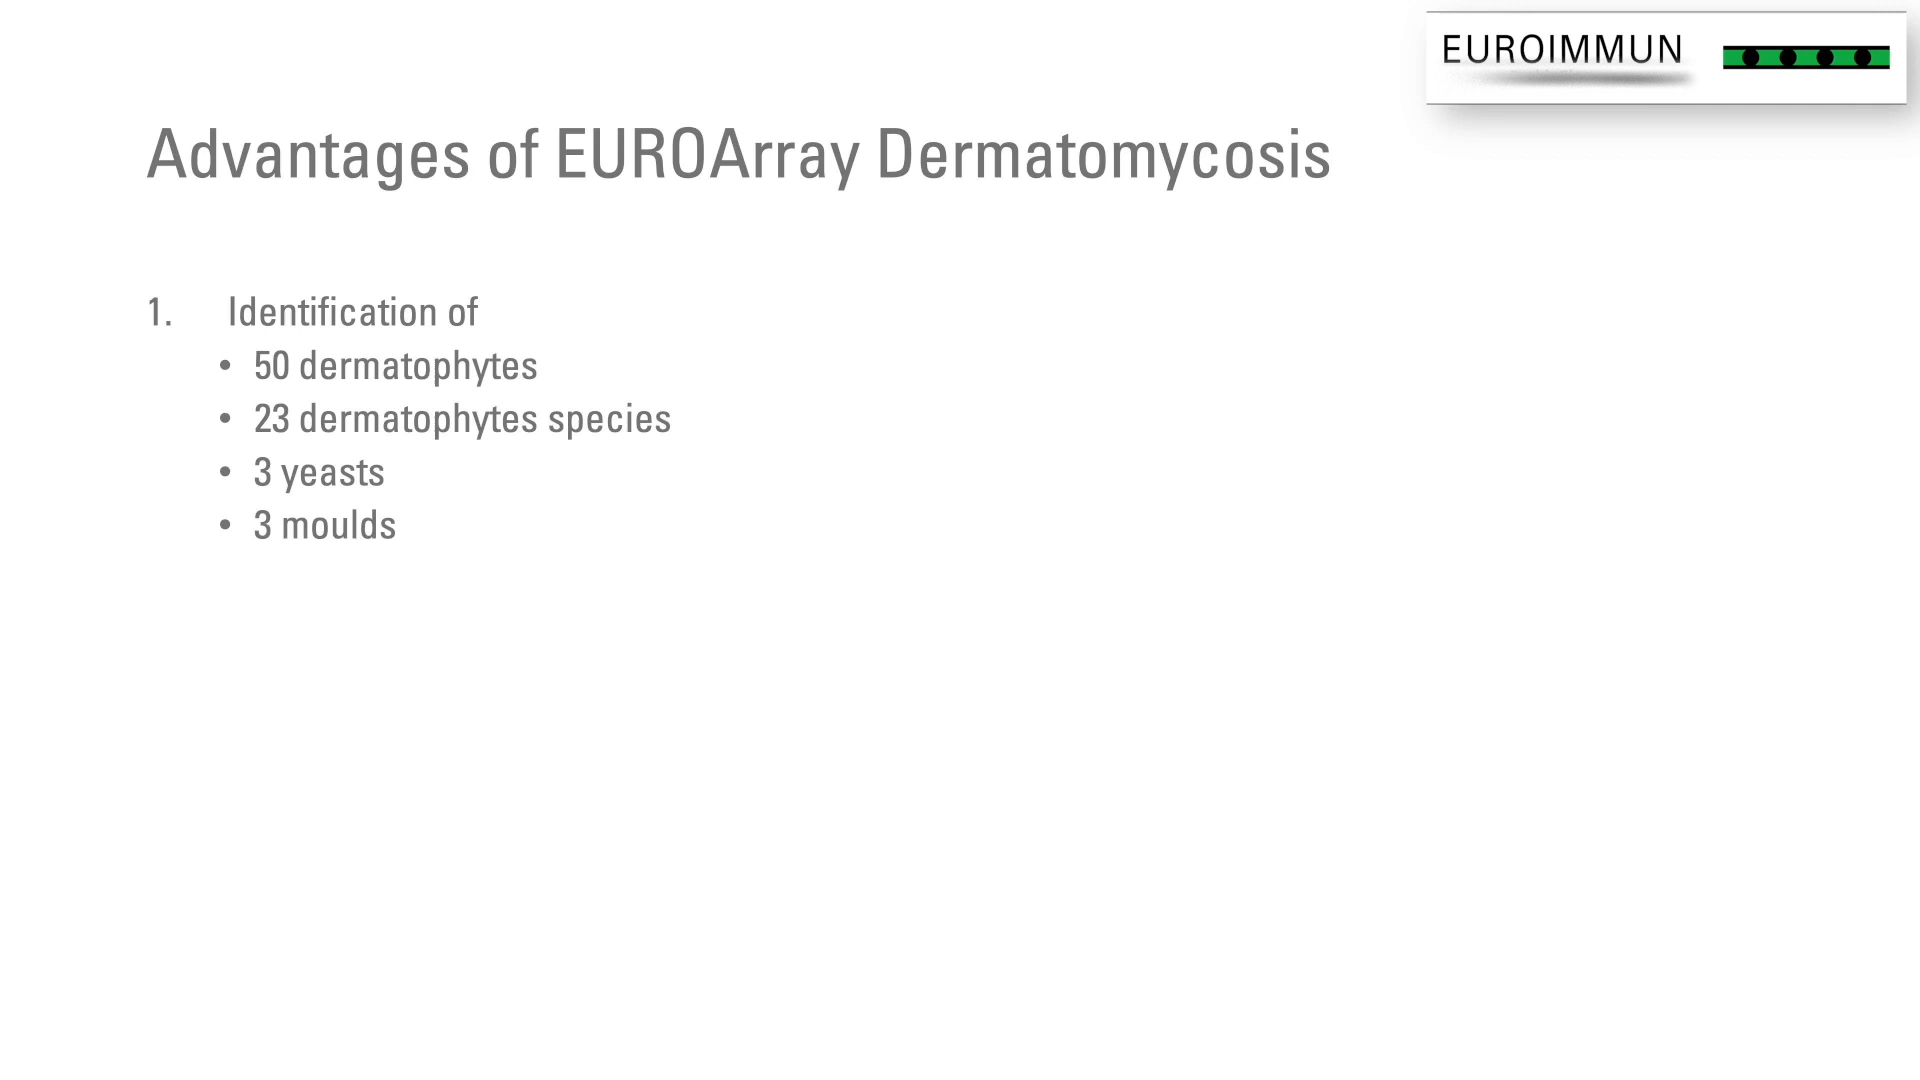 EUROIMMUN
Advantages of EUROArray Dermatomycosis
1. Identification of
• 50 dermatophytes
• 23 dermatophytes species
• 3 yeasts
• 3 moulds